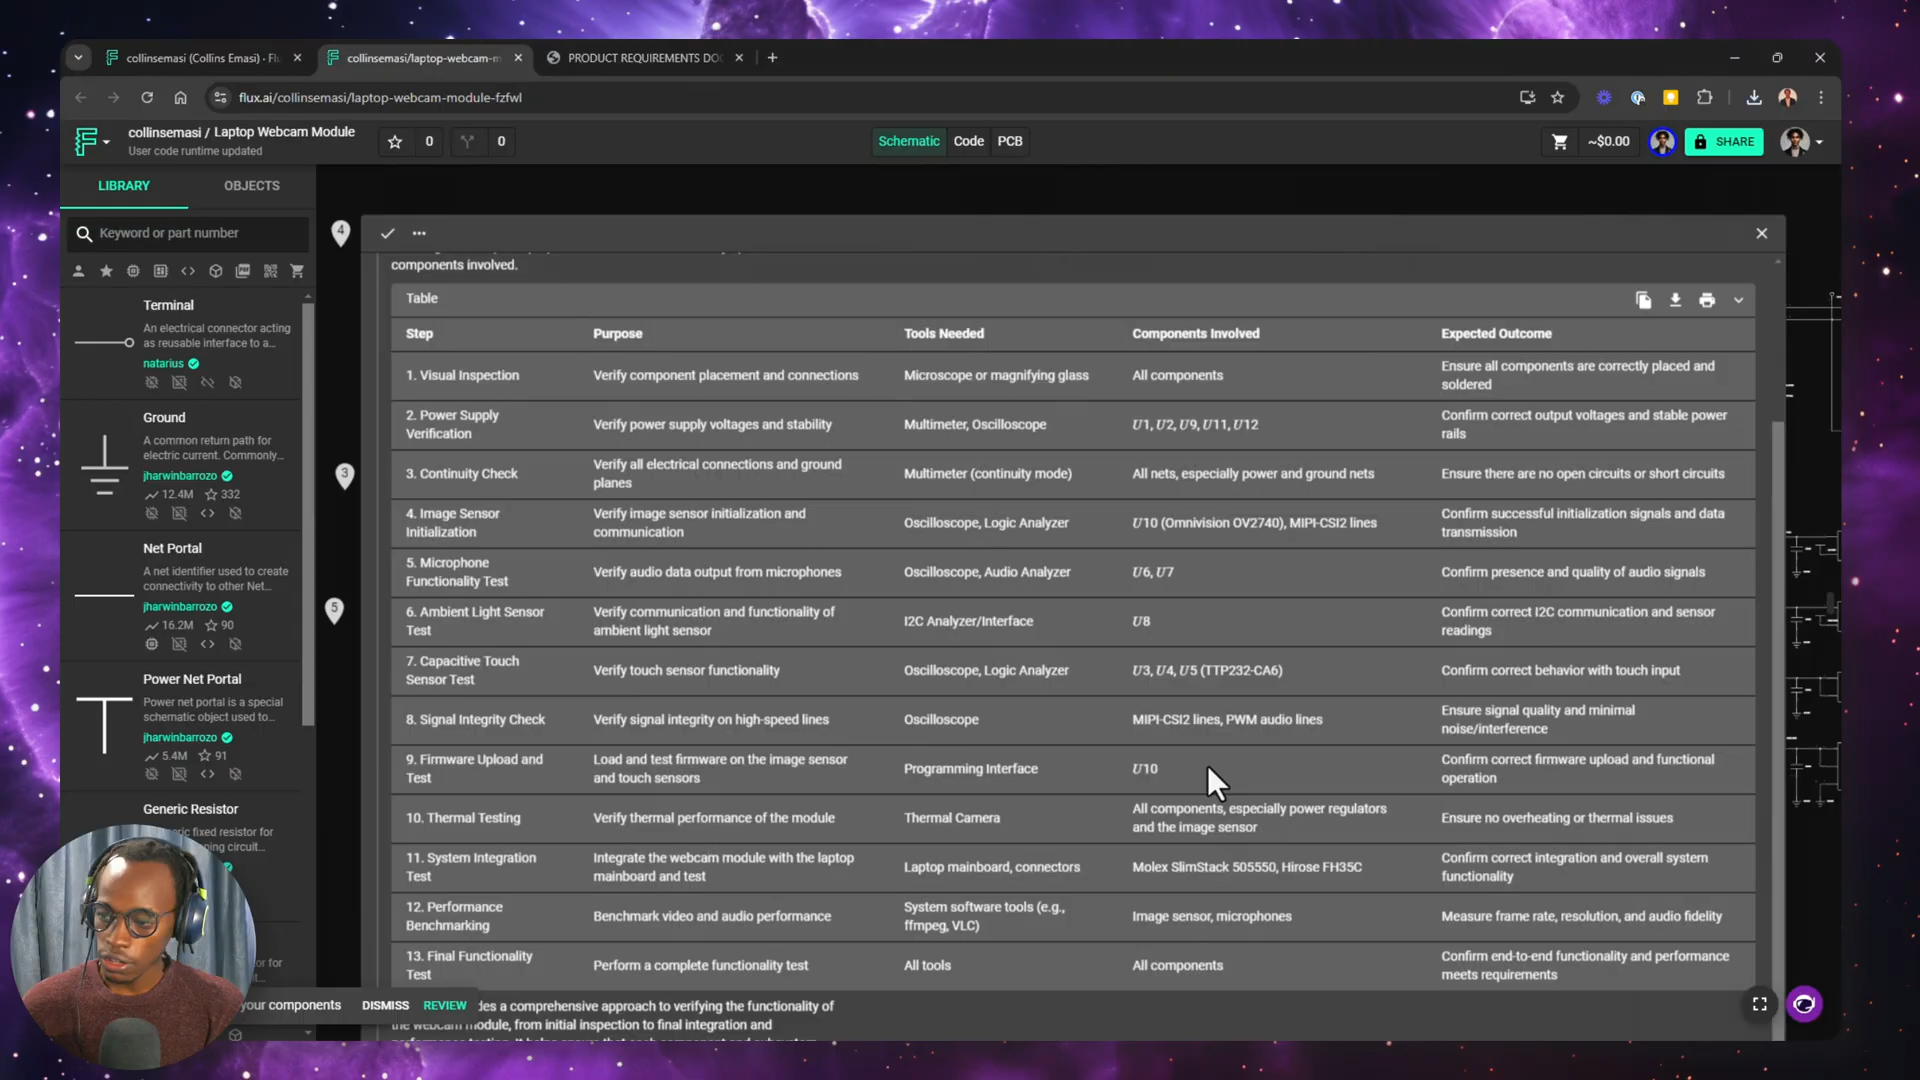 collinsemasi (Collins Emasi) · Fl
collinsemasi/laptop-webcam-m
PRODUCT REQUIREMENTS DOC
flux.ai/collinsemasi/laptop-webcam-module-fzfwl
collinsemasi / Laptop Webcam Module
User code runtime updated
0
0
Schematic
Code
PCB
~$0.00
SHARE
LIBRARY
OBJECTS
Keyword or part number
Terminal
An electrical connector acting
as reusable interface to a...
natarius
Ground
A common return path for
electric current. Commonly...
jharwinbarrozo
12.4M
332
Net Portal
A net identifier used to create
connectivity to other Net...
jharwinbarrozo
16.2M
90
Power Net Portal
Power net portal is a special
schematic object used to...
jharwinbarrozo
5.4M
91
Generic Resistor
fixed resistor for
circuit...
or for
your components
DISMISS
REVIEW
4
3
5
components involved.
Table
Step Purpose Tools Needed Components Involved Expected Outcome
1. Visual Inspection
Verify component placement and connections
Microscope or magnifying glass
All components
Ensure all components are correctly placed and
soldered
2. Power Supply
Verification
Verify power supply voltages and stability
Multimeter, Oscilloscope
U1, U2, U9, U11, U12
Confirm correct output voltages and stable power
rails
3. Continuity Check
Verify all electrical connections and ground
planes
Multimeter (continuity mode)
All nets, especially power and ground nets
Ensure there are no open circuits or short circuits
4. Image Sensor
Initialization
Verify image sensor initialization and
communication
Oscilloscope, Logic Analyzer
U10 (Omnivision OV2740), MIPI-CSI2 lines
Confirm successful initialization signals and data
transmission
5. Microphone
Functionality Test
Verify audio data output from microphones
Oscilloscope, Audio Analyzer
U6, U7
Confirm presence and quality of audio signals
6. Ambient Light Sensor
Test
Verify communication and functionality of
ambient light sensor
I2C Analyzer/Interface
U8
Confirm correct I2C communication and sensor
readings
7. Capacitive Touch
Sensor Test
Verify touch sensor functionality
Oscilloscope, Logic Analyzer
U3, U4, U5 (TTP232-CA6)
Confirm correct behavior with touch input
8. Signal Integrity Check
Verify signal integrity on high-speed lines
Oscilloscope
MIPI-CSI2 lines, PWM audio lines
Ensure signal quality and minimal
noise/interference
9. Firmware Upload and
Test
Load and test firmware on the image sensor
and touch sensors
Programming Interface
U10
Confirm correct firmware upload and functional
operation
10. Thermal Testing
Verify thermal performance of the module
Thermal Camera
All components, especially power regulators
and the image sensor
Ensure no overheating or thermal issues
11. System Integration
Test
Integrate the webcam module with the laptop
mainboard and test
Laptop mainboard, connectors
Molex SlimStack 505550, Hirose FH35C
Confirm correct integration and overall system
functionality
12. Performance
Benchmarking
Benchmark video and audio performance
System software tools (e.g.,
ffmpeg, VLC)
Image sensor, microphones
Measure frame rate, resolution, and audio fidelity
13. Final Functionality
Test
Perform a complete functionality test
All tools
All components
Confirm end-to-end functionality and performance
meets requirements
des a comprehensive approach to verifying the functionality of
the webcam module, from initial inspection to final integration and